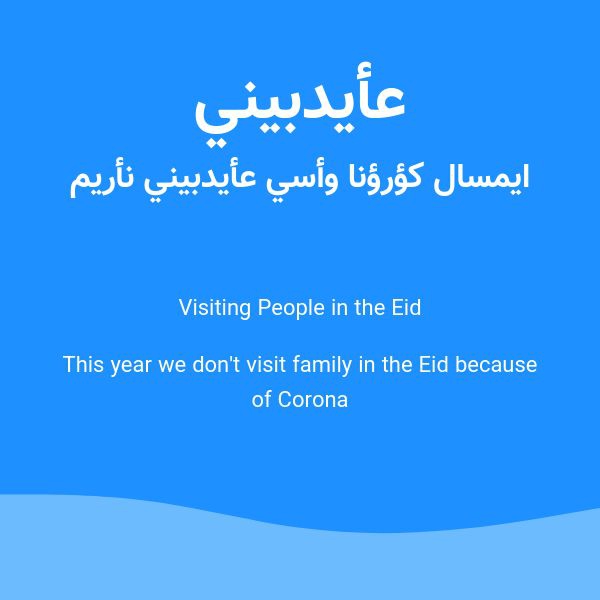 عأيدبيني
ايمسال كؤرؤنا وأسي عأيدبيني نأريم
Visiting People in the Eid
This year we don't visit family in the Eid because
of Corona